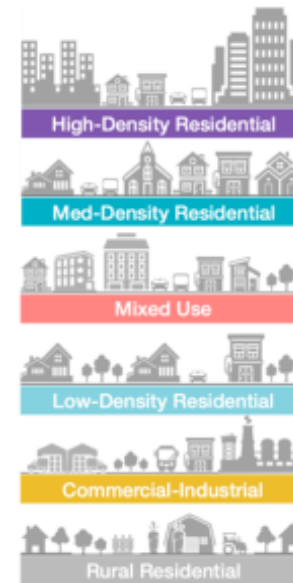 High-Density Residential
Med-Density Residential
Mixed Use
Low-Density Residential
Commercial-Industrial
Rural Residential